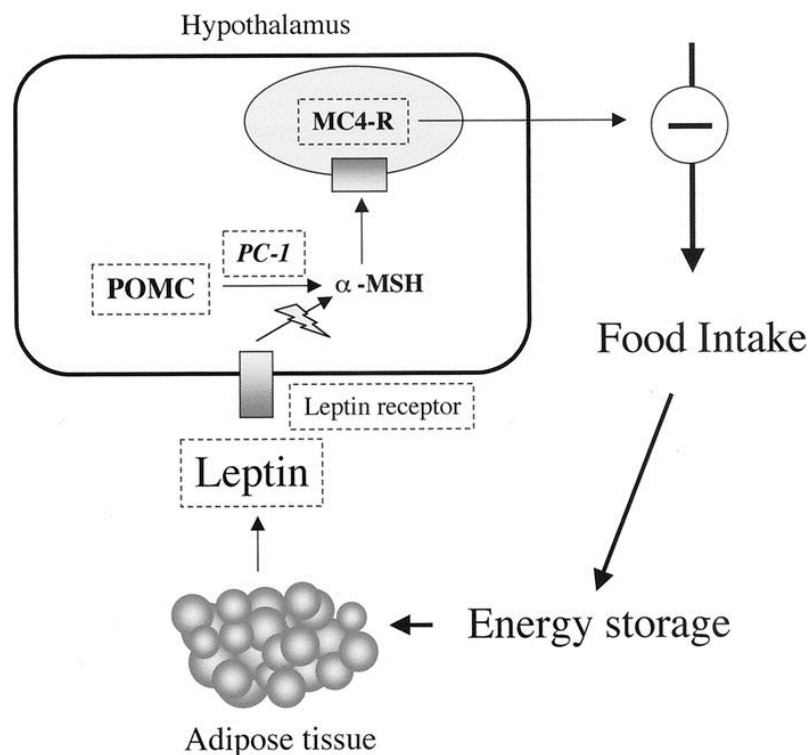 Hypothalamus
MC4-R
PC-1
POMC
α-MSH
Food Intake
Leptin receptor
Leptin
Energy storage
Adipose tissue